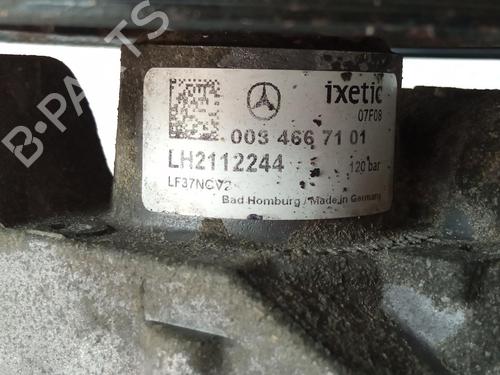 ixetic
07F08
003 466 71 01
LH2112244
120 bar
LF37NCV2
Bad Homburg / Made in Germany
B-PARTS